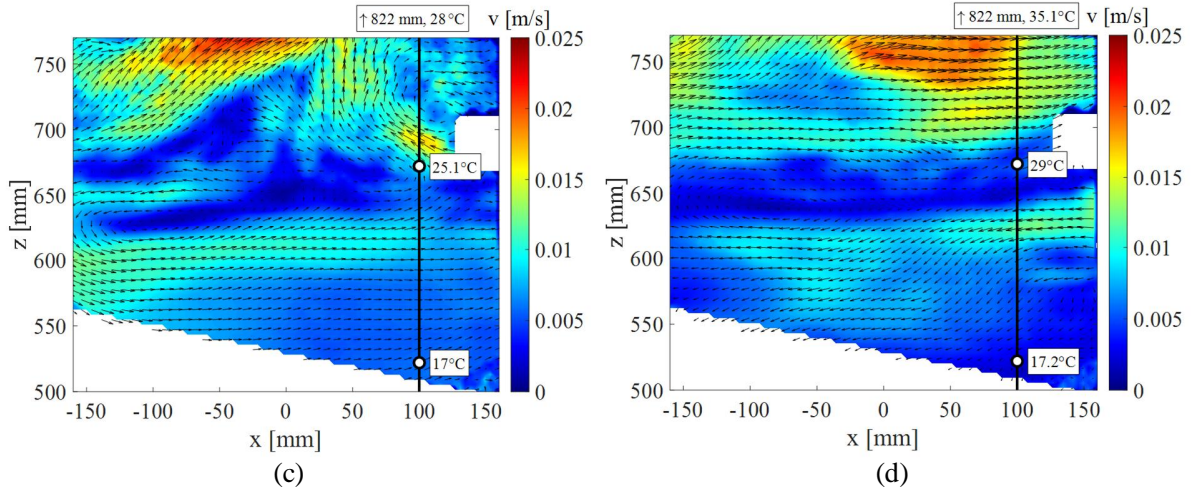 ↑ 822 mm, 28°C
v [m/s]
0.025
0.02
0.015
0.01
0.005
0
750
700
650
600
550
500
z [mm]
25.1°C
17°C
-150 -100 -50 0 50 100 150
x [mm]
(c)
↑ 822 mm, 35.1°C
v [m/s]
0.025
0.02
0.015
0.01
0.005
0
750
700
650
600
550
500
z [mm]
29°C
17.2°C
-150 -100 -50 0 50 100 150
x [mm]
(d)